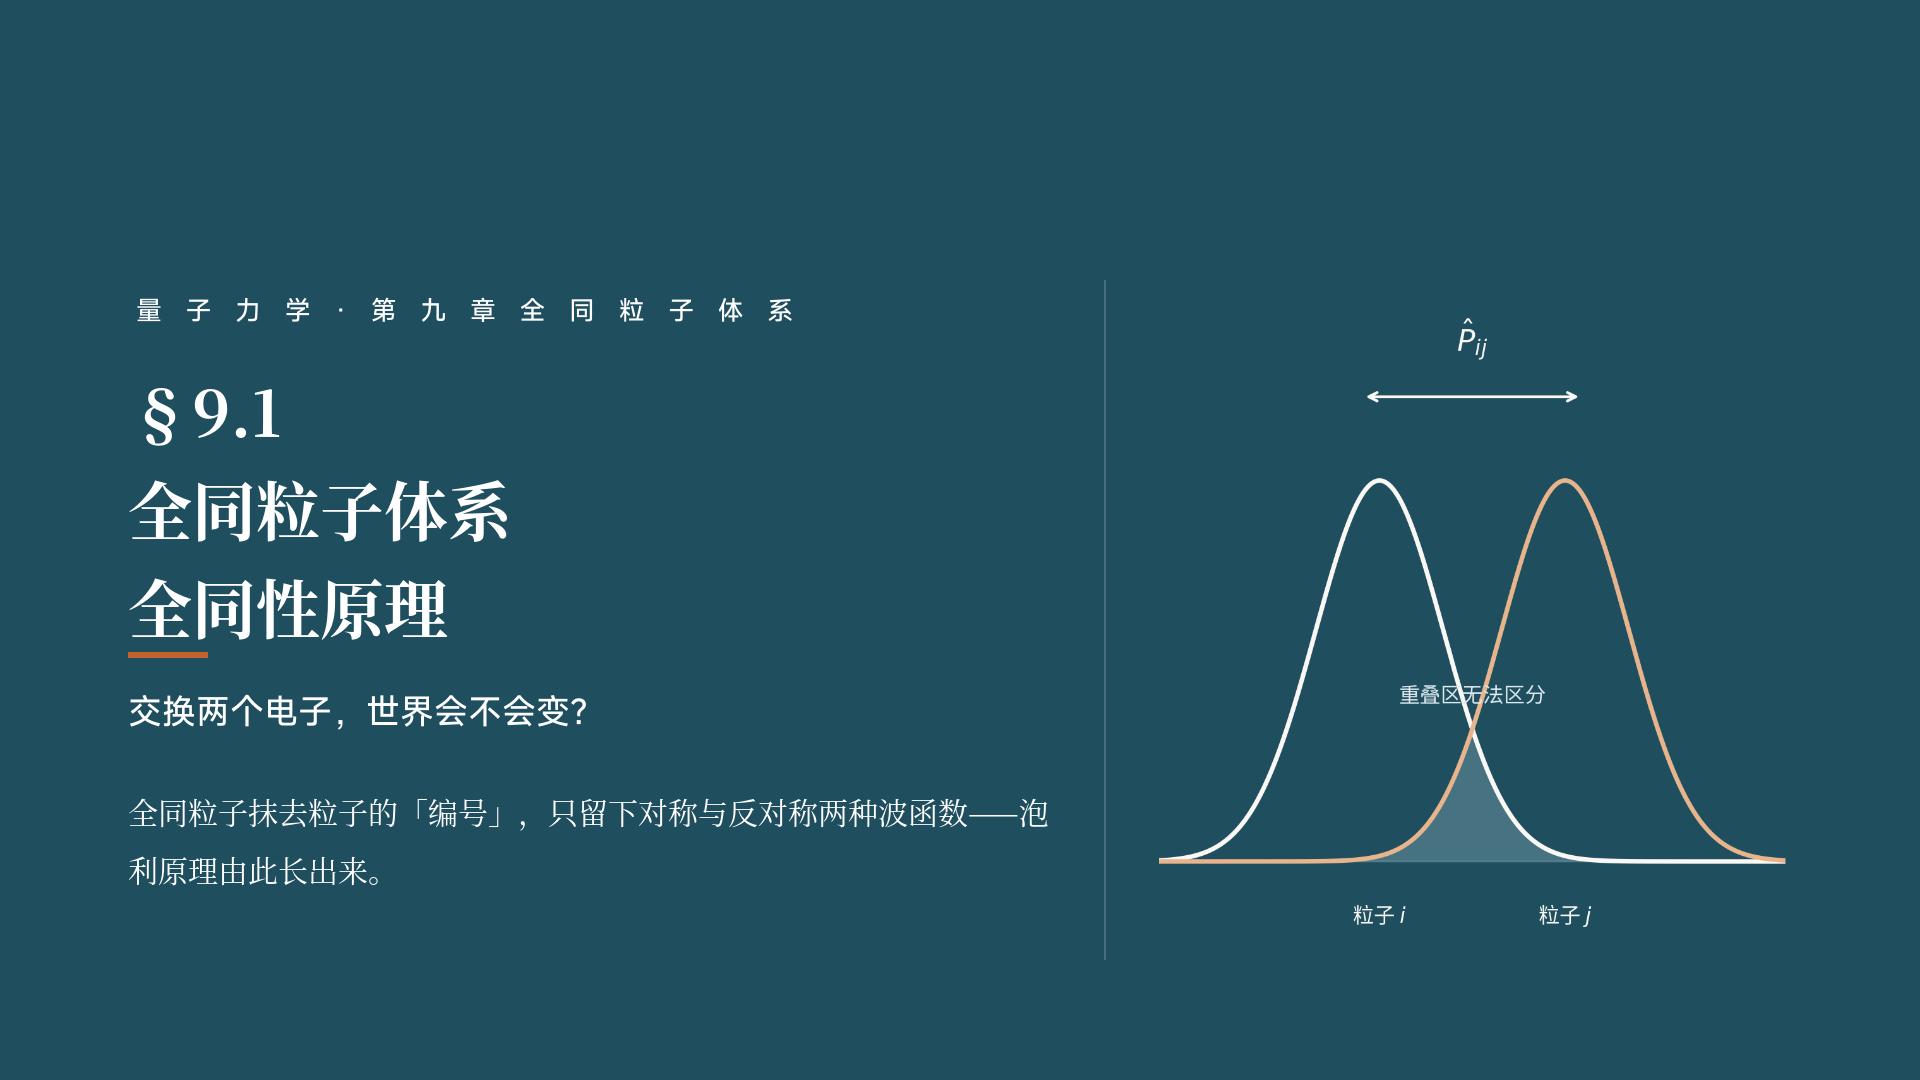 量子力学·第九章全同粒子体系
§ 9.1
全同粒子体系
全同性原理
交换两个电子，世界会不会变？
全同粒子抹去粒子的「编号」，只留下对称与反对称两种波函数——泡
利原理由此长出来。
P̂ij
重叠区无法区分
粒子 i
粒子 j